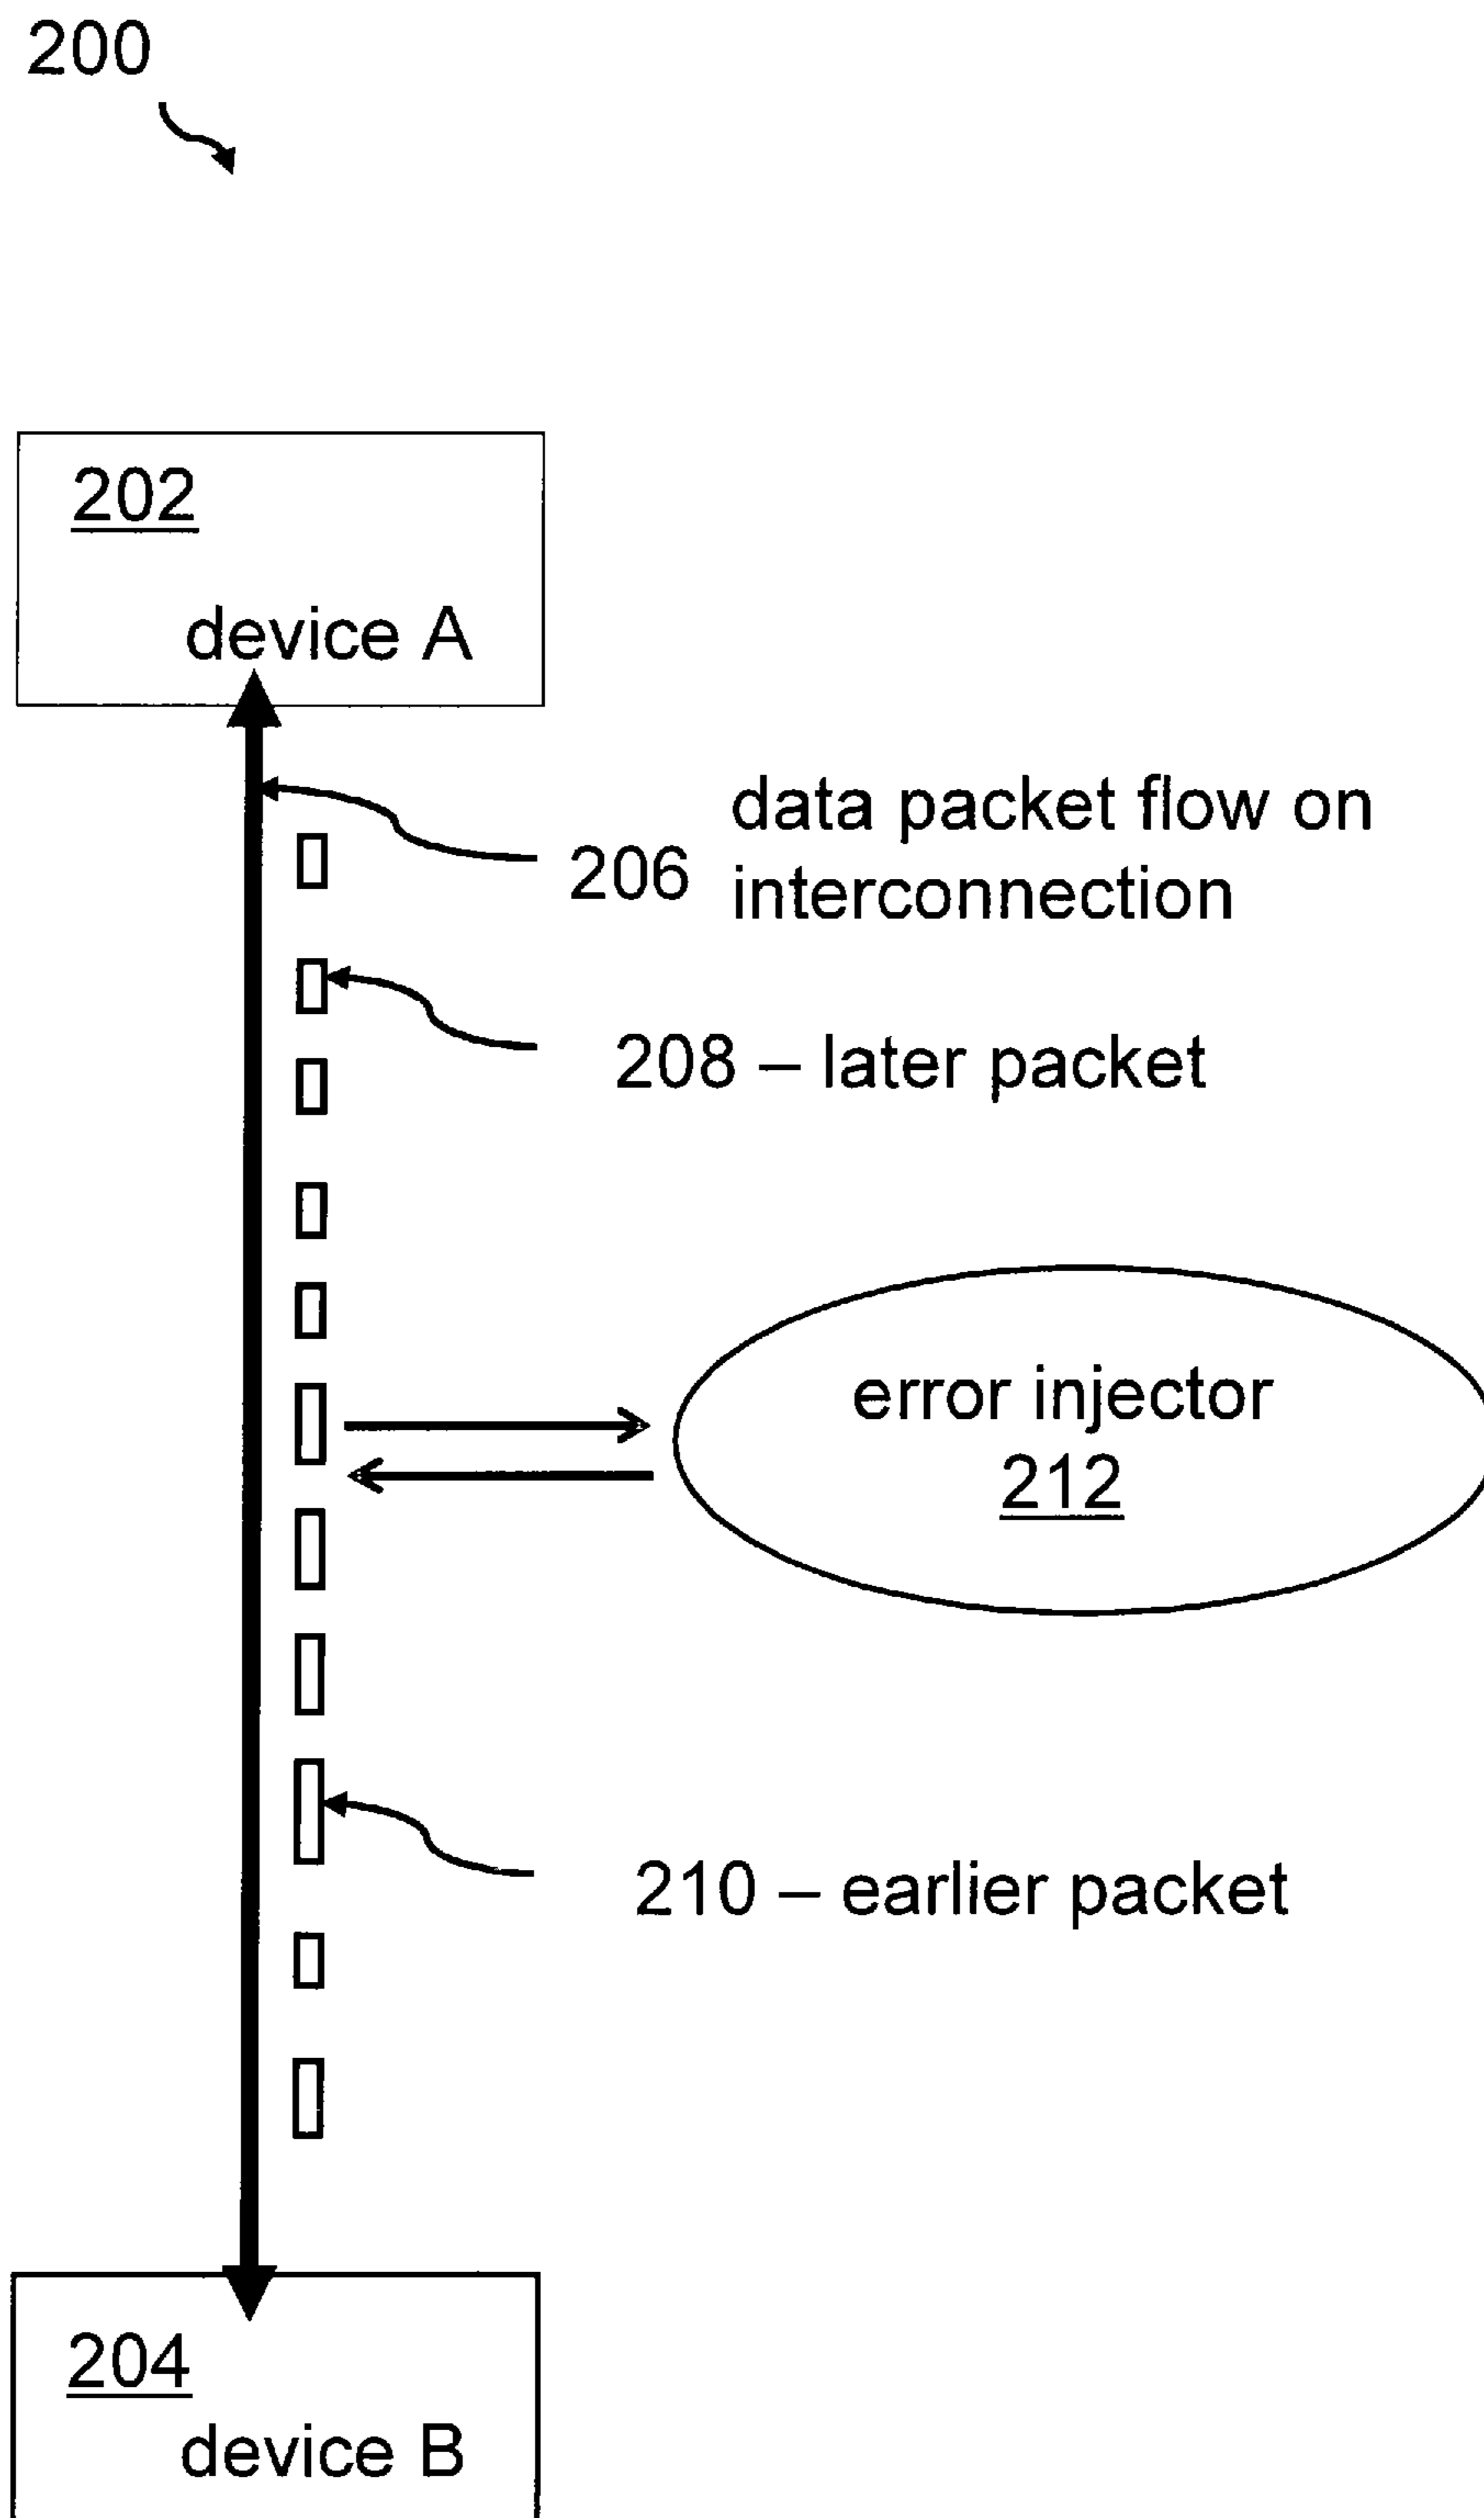 200
202
device A
data packet flow on
206 interconnection
208 – later packet
error injector
212
210 – earlier packet
204
device B